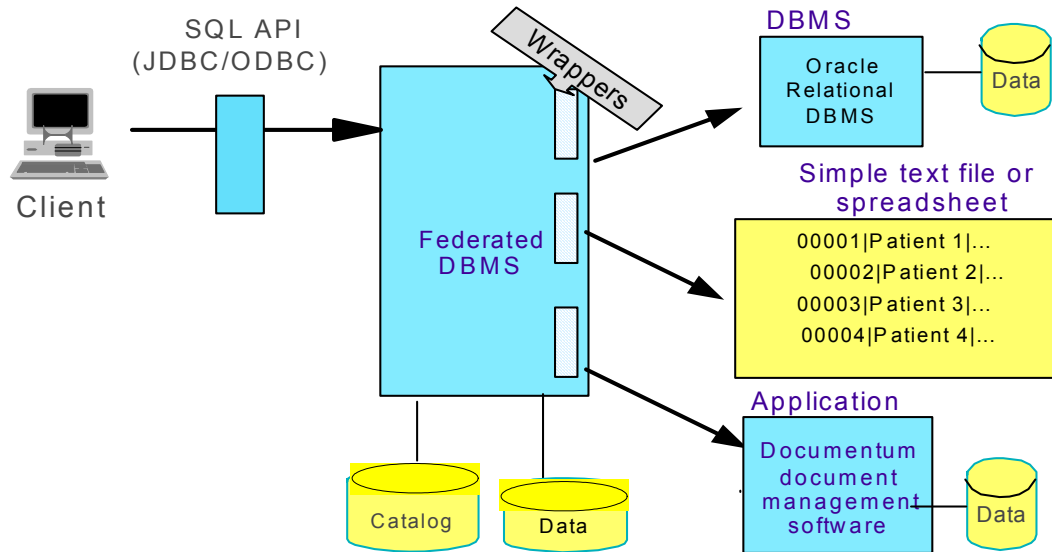 SQL API
(JDBC/ODBC)
Client
Wrappers
Federated
DBMS
Catalog
Data
DBMS
Oracle
Relational
DBMS
Data
Simple text file or
spreadsheet
00001|Patient 1|...
00002|Patient 2|...
00003|Patient 3|...
00004|Patient 4|...
Application
Documentum
document
management
software
Data